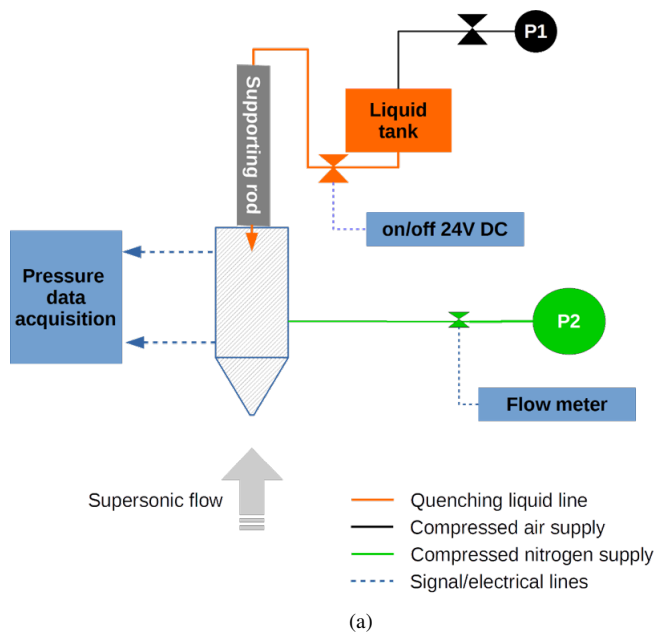 P1
Liquid
tank
Supporting rod
on/off 24V DC
Pressure
data
acquisition
P2
Flow meter
Supersonic flow
Quenching liquid line
Compressed air supply
Compressed nitrogen supply
Signal/electrical lines
(a)